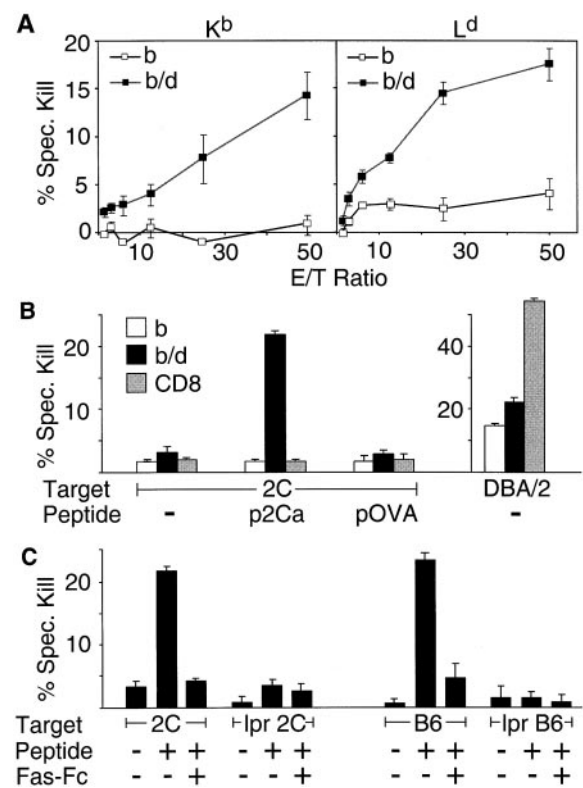 A
Kb
Ld
b
b/d
b
b/d
% Spec. Kill
20
15
10
5
0
10 30 50 10 30 50
E/T Ratio
B
b
b/d
CD8
% Spec. Kill
20
10
40
20
Target 2C DBA/2
Peptide - p2Ca pOVA -
C
% Spec. Kill
20
10
Target 2C lpr 2C B6 lpr B6
Peptide - + + - + + - + + - + +
Fas-Fc - - + - - + - - + - - +